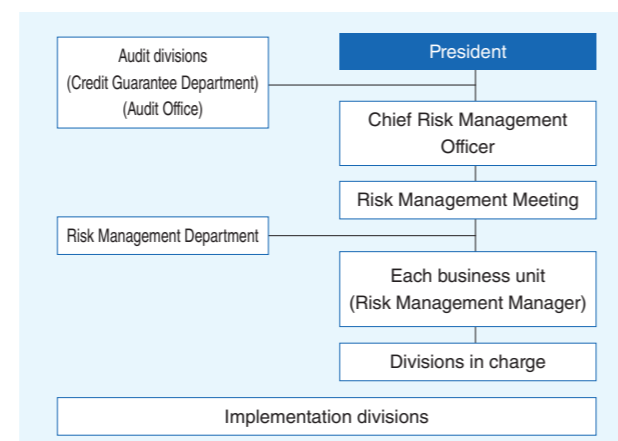 Audit divisions
(Credit Guarantee Department)
(Audit Office)
President
Chief Risk Management
Officer
Risk Management Meeting
Risk Management Department
Each business unit
(Risk Management Manager)
Divisions in charge
Implementation divisions